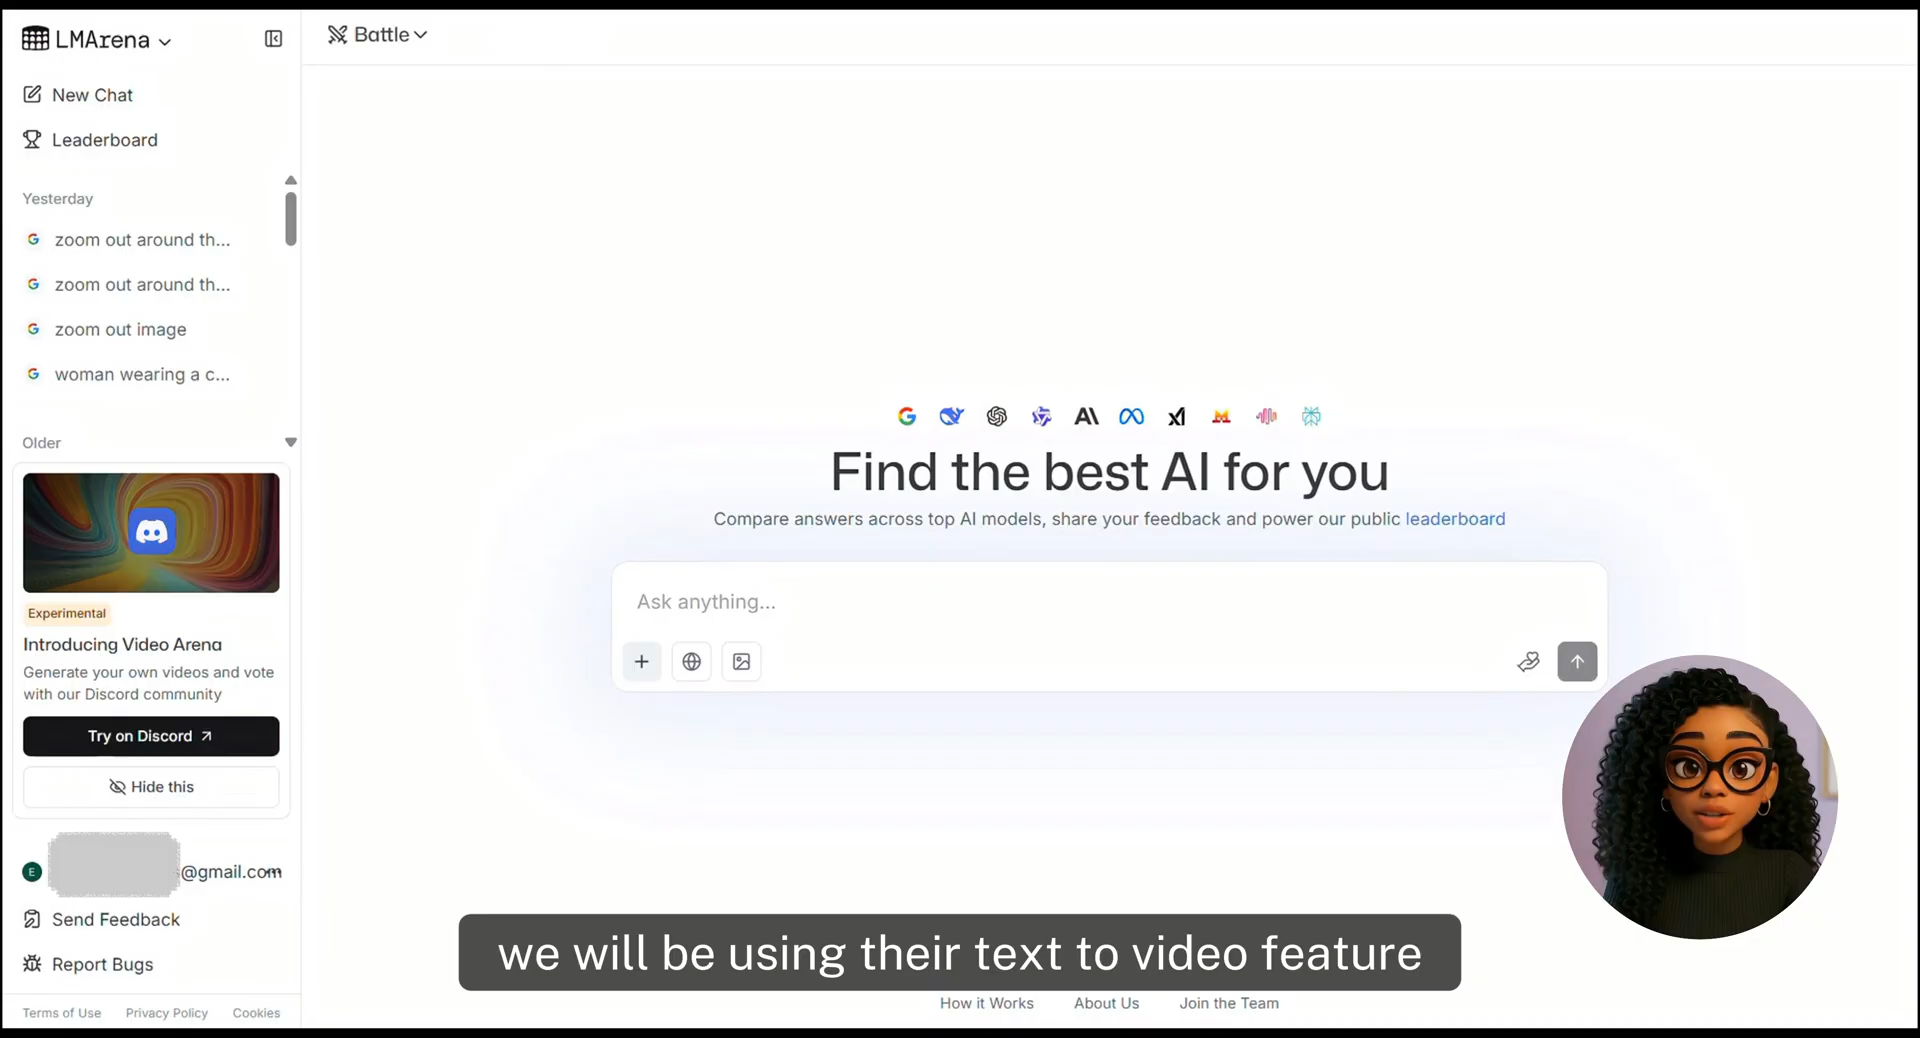 LMArena
Battle
New Chat
Leaderboard
Yesterday
zoom out around th...
zoom out around th...
zoom out image
woman wearing a c...
Older
Experimental
Introducing Video Arena
Generate your own videos and vote
with our Discord community
Try on Discord
Hide this
E
@gmail.com
Send Feedback
Report Bugs
Terms of Use Privacy Policy Cookies
Find the best AI for you
Compare answers across top AI models, share your feedback and power our public leaderboard
Ask anything...
we will be using their text to video feature
How it Works About Us Join the Team